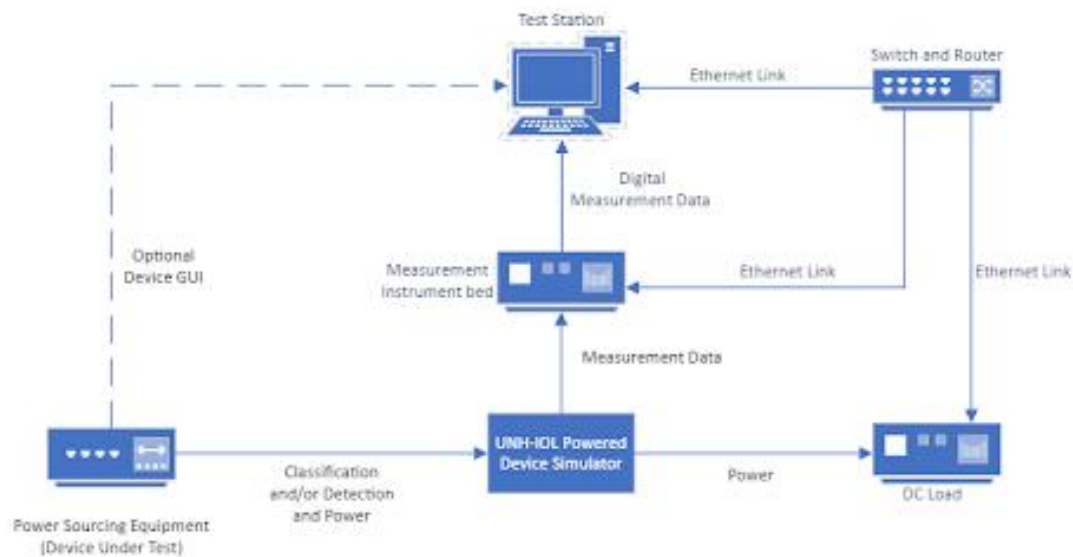 Test Station
Switch and Router
Ethernet Link
Digital
Measurement Data
Optional
Device GUI
Measurement
Instrument bed
Ethernet Link
Ethernet Link
Measurement Data
UNH-IOL Powered
Device Simulator
Classification
and/or Detection
and Power
Power
DC Load
Power Sourcing Equipment
(Device Under Test)